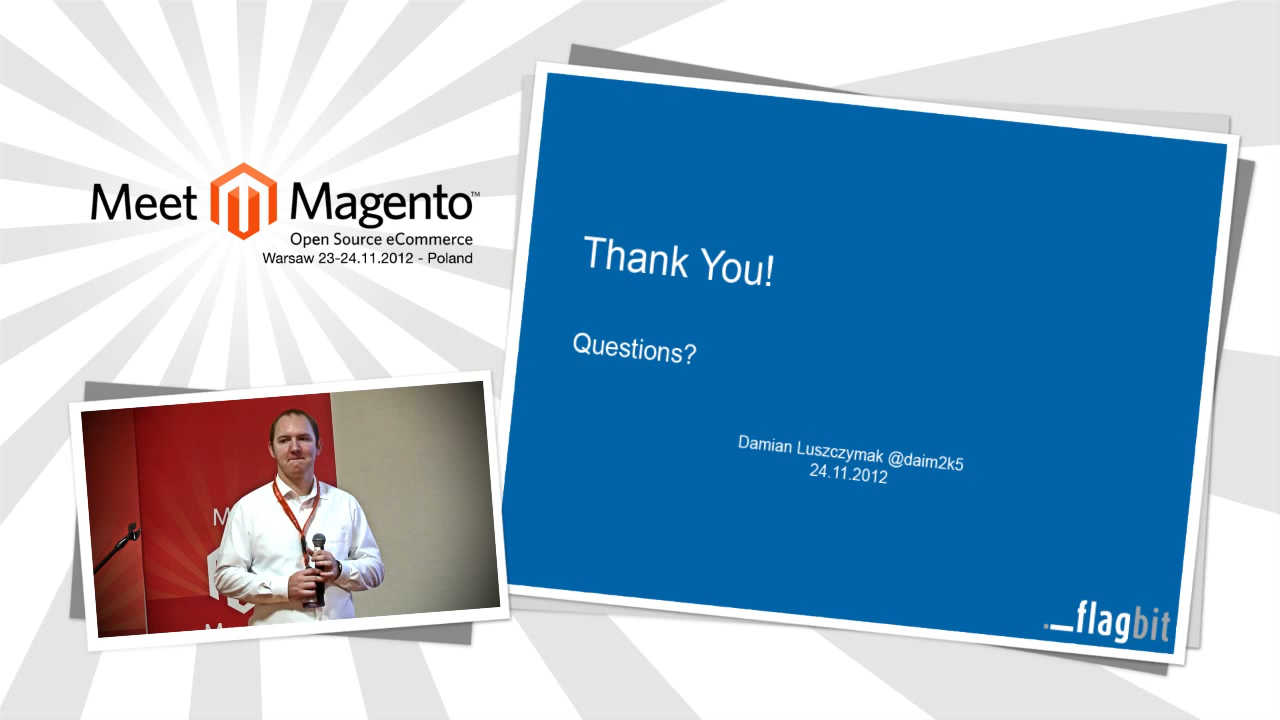 Meet Magento™
Open Source eCommerce
Warsaw 23-24.11.2012 - Poland
Thank You!
Questions?
Damian Luszczymak @daim2k5
24.11.2012
flagbit